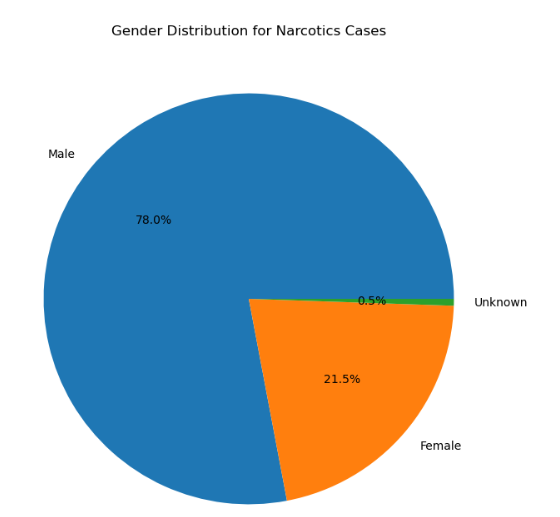 Gender Distribution for Narcotics Cases
Male
78.0%
0.5%
Unknown
21.5%
Female